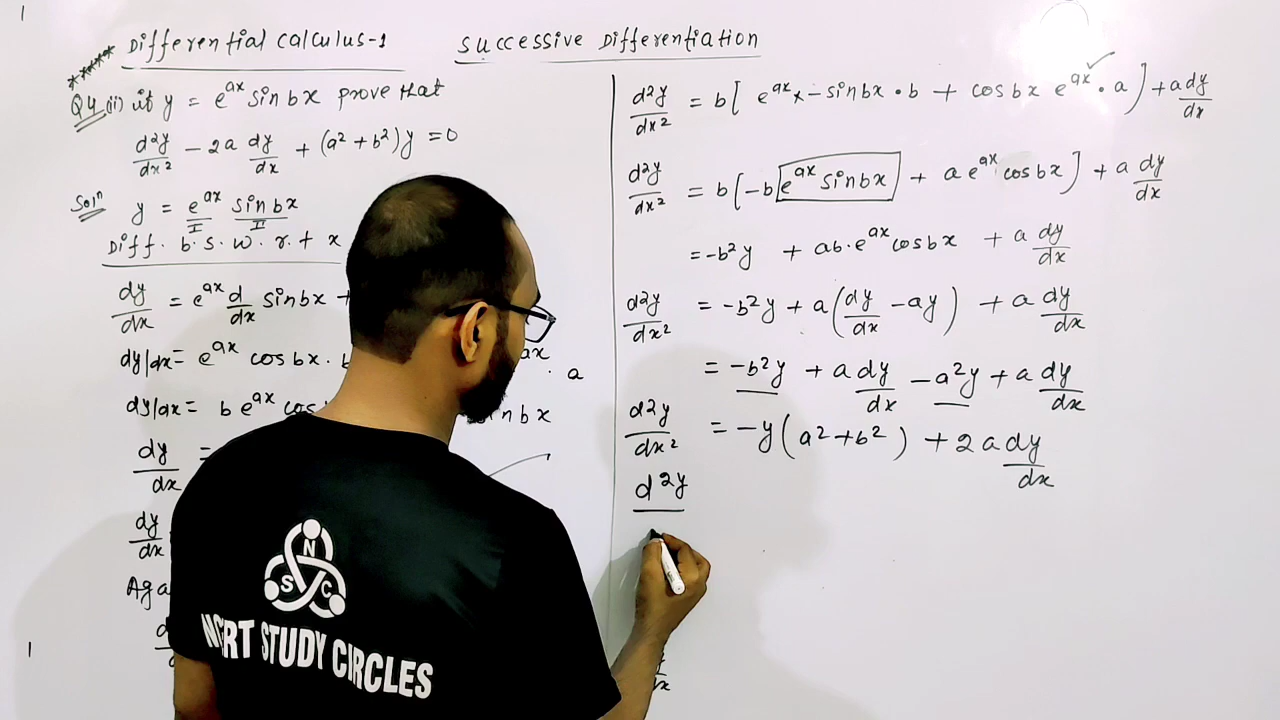 Differential Calculus-1
Successive Differentiation
***** Q4 (ii) if y = e^ax sin bx prove that
d²y/dx² - 2a dy/dx + (a² + b²)y = 0
Solⁿ y = e^ax sin bx
I II
Diff. b.s. w.r.t x
dy/dx = e^ax d/dx sin bx +
dy/dx = e^ax cos bx . b ax . a
dy/dx = b e^ax cos sin bx
dy/dx =
dy/dx
d²y/dx² = b[ e^ax x - sin bx • b + cos bx e^ax • a ] + a dy/dx
d²y/dx² = b[ -b e^ax sin bx + a e^ax cos bx ] + a dy/dx
= -b²y + ab • e^ax cos bx + a dy/dx
d²y/dx² = -b²y + a( dy/dx - ay ) + a dy/dx
= -b²y + a dy/dx - a²y + a dy/dx
d²y/dx² = -y( a² + b² ) + 2a dy/dx
d²y
N
S C
NCRT STUDY CIRCLES